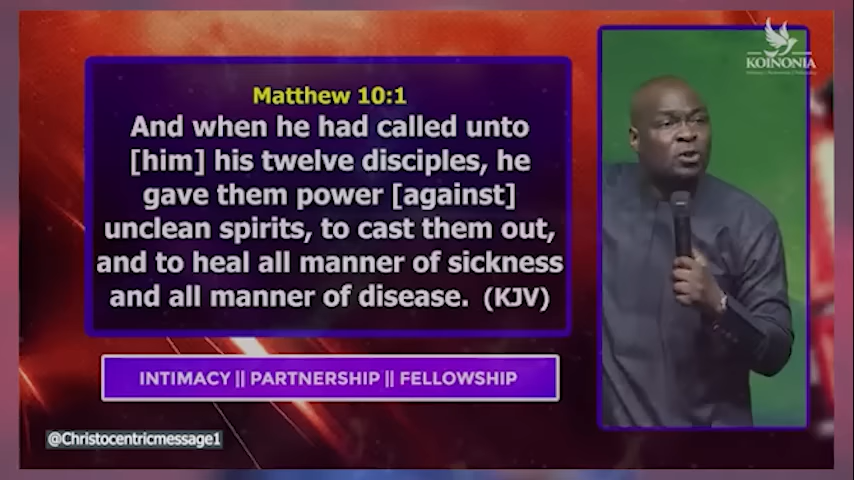 Matthew 10:1
And when he had called unto
[him] his twelve disciples, he
gave them power [against]
unclean spirits, to cast them out,
and to heal all manner of sickness
and all manner of disease. (KJV)
INTIMACY || PARTNERSHIP || FELLOWSHIP
@Christocentricmessage1
KOINONIA